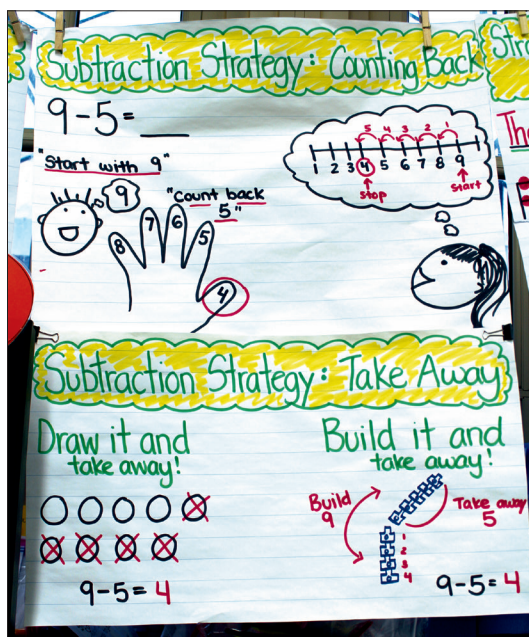 Subtraction Strategy: Counting Back
9-5=__
"Start with 9"
9
"Count back
5"
8 7 6 5 4
5 4 3 2 1
1 2 3 4 5 6 7 8 9
stop
start
Subtraction Strategy: Take Away
Draw it and
take away!
9-5=4
Build it and
take away!
Build
9
Take away
5
1
2
3
4
9-5=4